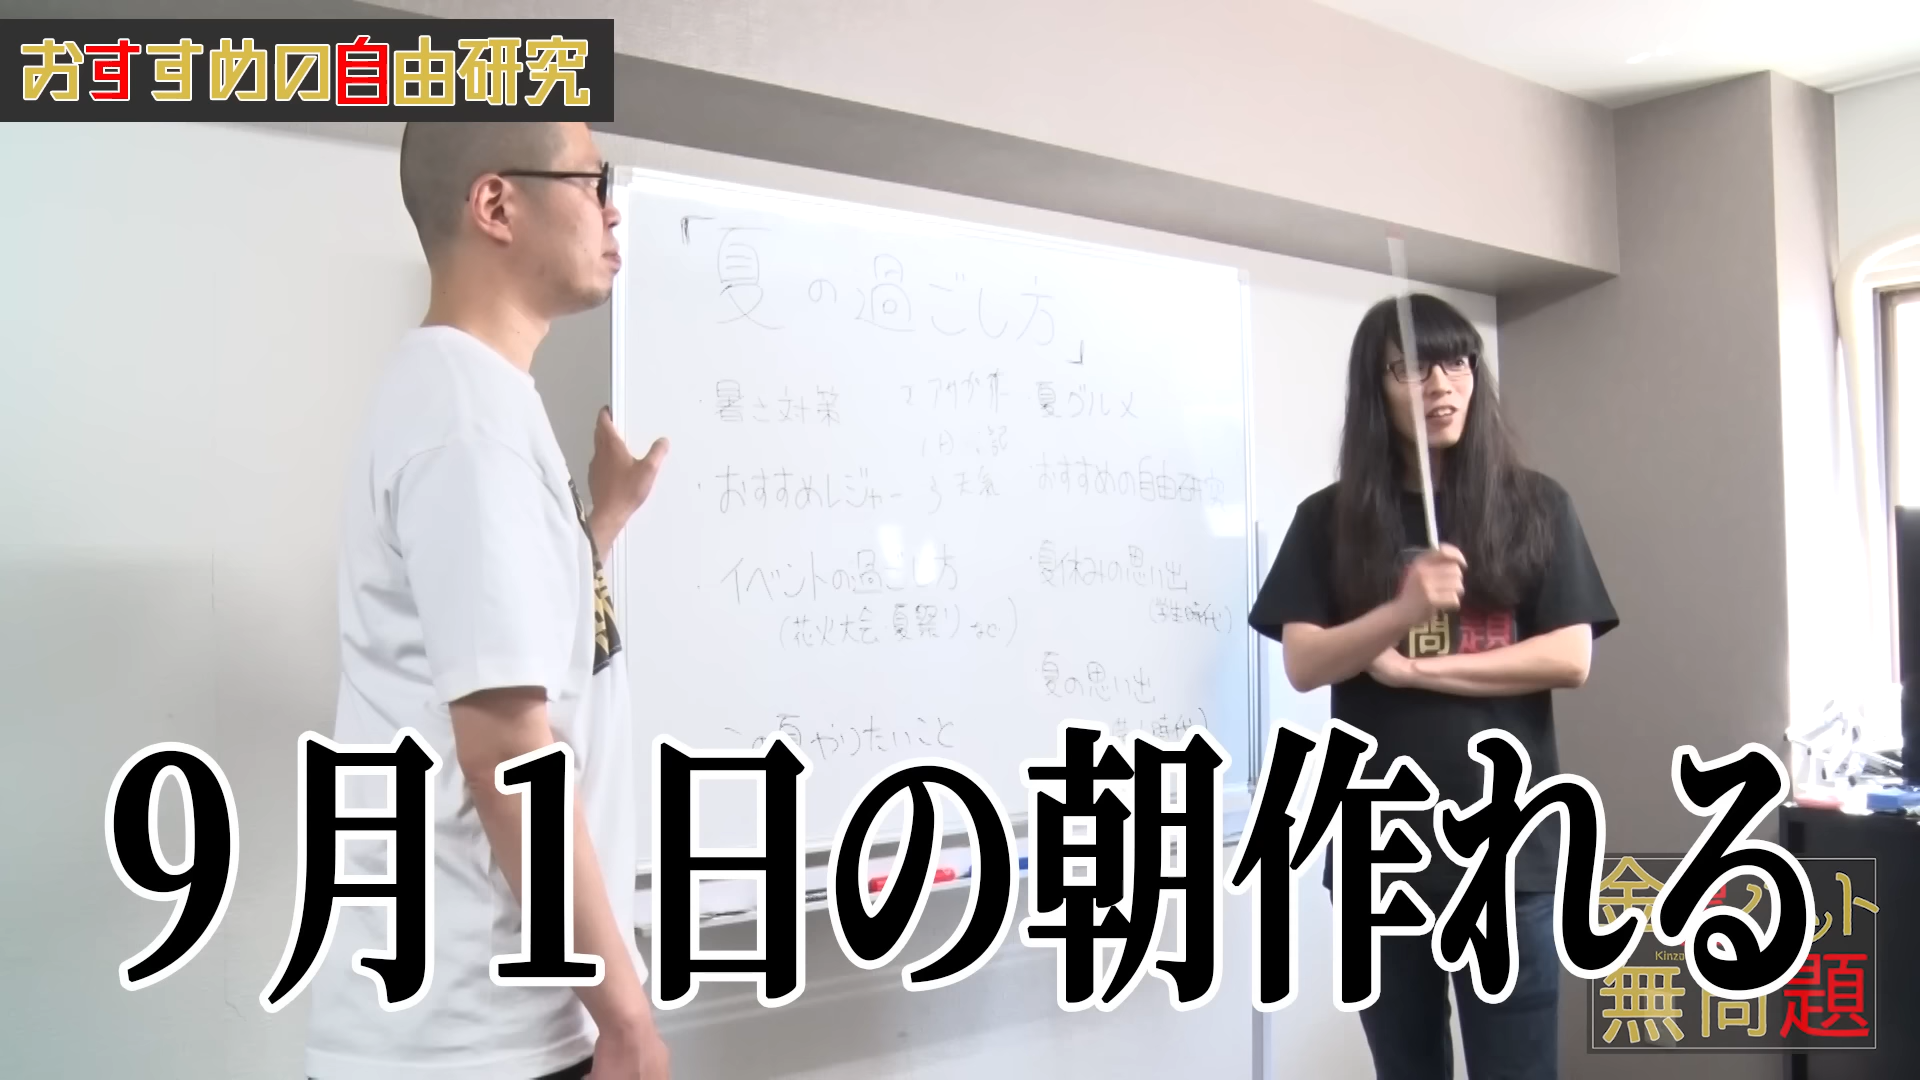 おすすめの自由研究
「夏の過ごし方」
・暑さ対策
・夏グルメ
・おすすめレジャー
おすすめの自由研究
・イベントの過ごし方
(花火大会、夏祭りなど)
・夏休みの思い出
(学生時代)
夏の思い出
この夏やりたいこと
問題
9月1日の朝作れる
無問題